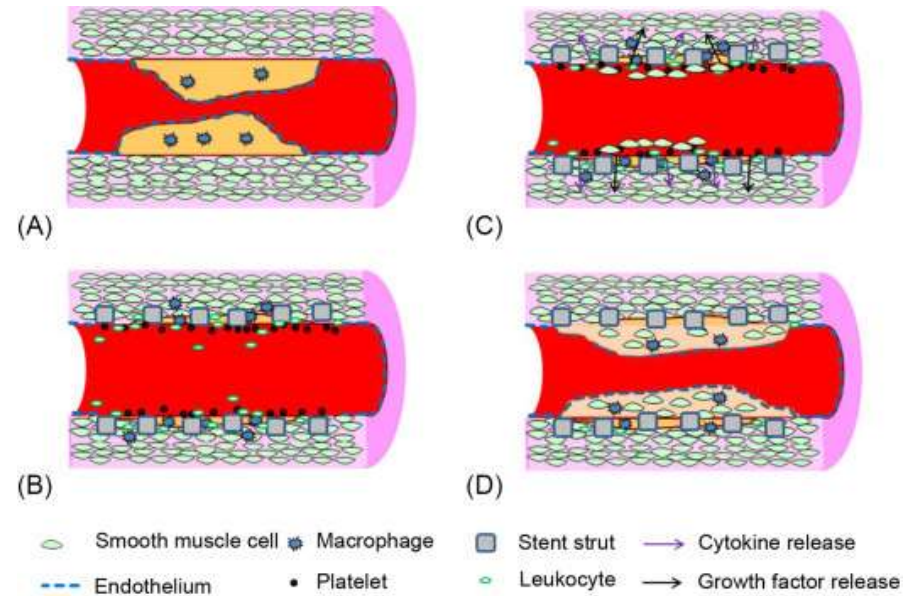 (A)
(C)
(B)
(D)
Smooth muscle cell
Macrophage
Stent strut
Cytokine release
Endothelium
Platelet
Leukocyte
Growth factor release